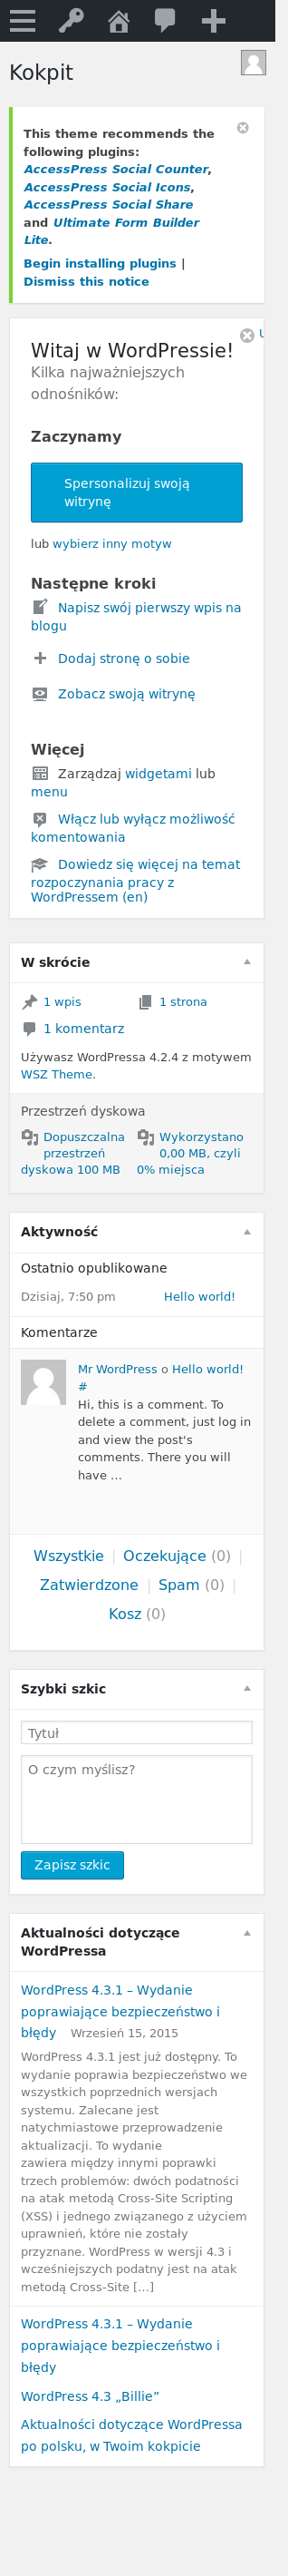 Kokpit
This theme recommends the
following plugins:
AccessPress Social Counter,
AccessPress Social Icons,
AccessPress Social Share
and Ultimate Form Builder
Lite.
Begin installing plugins |
Dismiss this notice
Witaj w WordPressie!
Kilka najważniejszych
odnośników:
Zaczynamy
Spersonalizuj swoją
witrynę
lub wybierz inny motyw
Następne kroki
Napisz swój pierwszy wpis na
blogu
Dodaj stronę o sobie
Zobacz swoją witrynę
Więcej
Zarządzaj widgetami lub
menu
Włącz lub wyłącz możliwość
komentowania
Dowiedz się więcej na temat
rozpoczynania pracy z
WordPressem (en)
W skrócie
1 wpis 1 strona
1 komentarz
Używasz WordPressa 4.2.4 z motywem
WSZ Theme.
Przestrzeń dyskowa
Dopuszczalna Wykorzystano
przestrzeń 0,00 MB, czyli
dyskowa 100 MB 0% miejsca
Aktywność
Ostatnio opublikowane
Dzisiaj, 7:50 pm Hello world!
Komentarze
Mr WordPress o Hello world!
#
Hi, this is a comment. To
delete a comment, just log in
and view the post's
comments. There you will
have …
Wszystkie | Oczekujące (0) |
Zatwierdzone | Spam (0) |
Kosz (0)
Szybki szkic
Tytuł
O czym myślisz?
Zapisz szkic
Aktualności dotyczące
WordPressa
WordPress 4.3.1 – Wydanie
poprawiające bezpieczeństwo i
błędy Wrzesień 15, 2015
WordPress 4.3.1 jest już dostępny. To
wydanie poprawia bezpieczeństwo we
wszystkich poprzednich wersjach
systemu. Zalecane jest
natychmiastowe przeprowadzenie
aktualizacji. To wydanie
zawiera między innymi poprawki
trzech problemów: dwóch podatności
na atak metodą Cross-Site Scripting
(XSS) i jednego związanego z użyciem
uprawnień, które nie zostały
przyznane. WordPress w wersji 4.3 i
wcześniejszych podatny jest na atak
metodą Cross-Site […]
WordPress 4.3.1 – Wydanie
poprawiające bezpieczeństwo i
błędy
WordPress 4.3 „Billie”
Aktualności dotyczące WordPressa
po polsku, w Twoim kokpicie